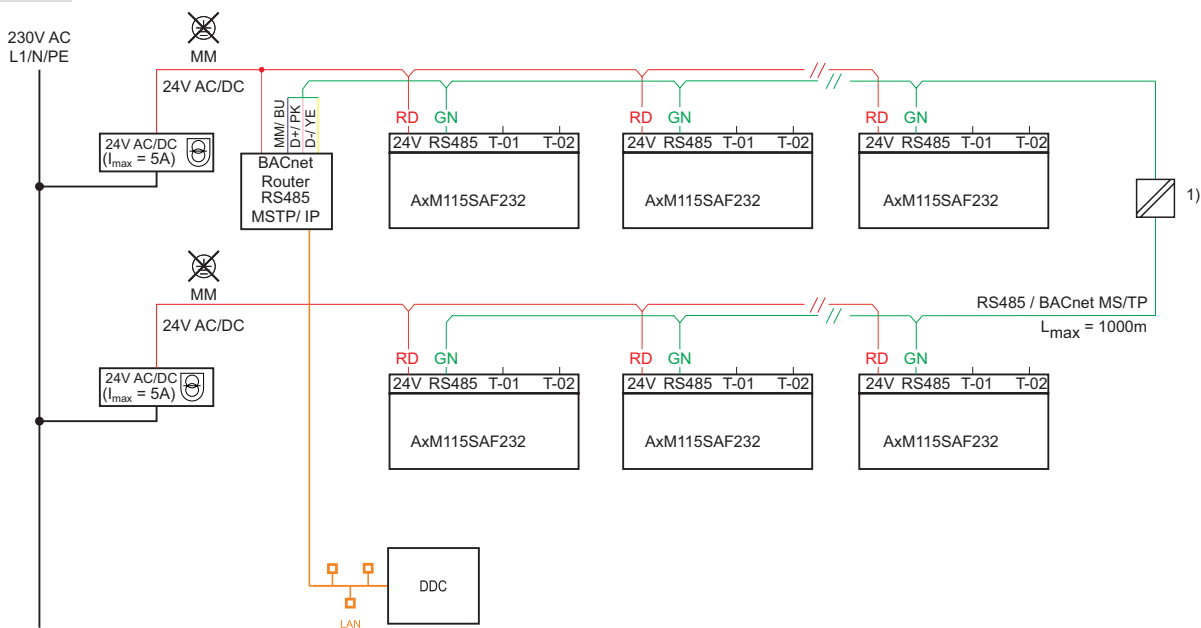 230V AC
L1/N/PE
MM
24V AC/DC
24V AC/DC
(Imax = 5A)
MM/ BU
D+/ PK
D-/ YE
BACnet
Router
RS485
MSTP/ IP
RD GN
24V RS485 T-01 T-02
AxM115SAF232
RD GN
24V RS485 T-01 T-02
AxM115SAF232
RD GN
24V RS485 T-01 T-02
AxM115SAF232
1)
MM
24V AC/DC
24V AC/DC
(Imax = 5A)
RS485 / BACnet MS/TP
Lmax = 1000m
RD GN
24V RS485 T-01 T-02
AxM115SAF232
RD GN
24V RS485 T-01 T-02
AxM115SAF232
RD GN
24V RS485 T-01 T-02
AxM115SAF232
DDC
LAN